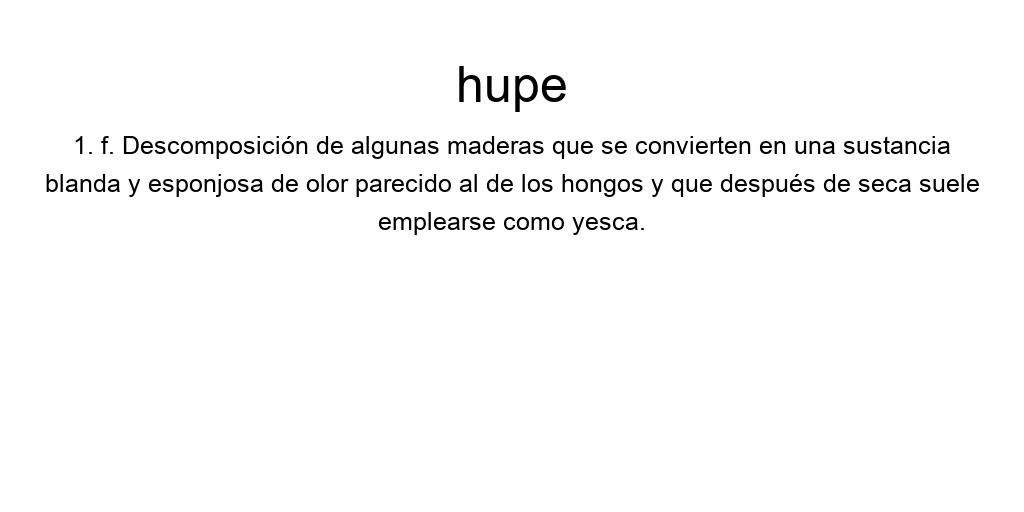 hupe
1. f. Descomposición de algunas maderas que se convierten en una sustancia
blanda y esponjosa de olor parecido al de los hongos y que después de seca suele
emplearse como yesca.